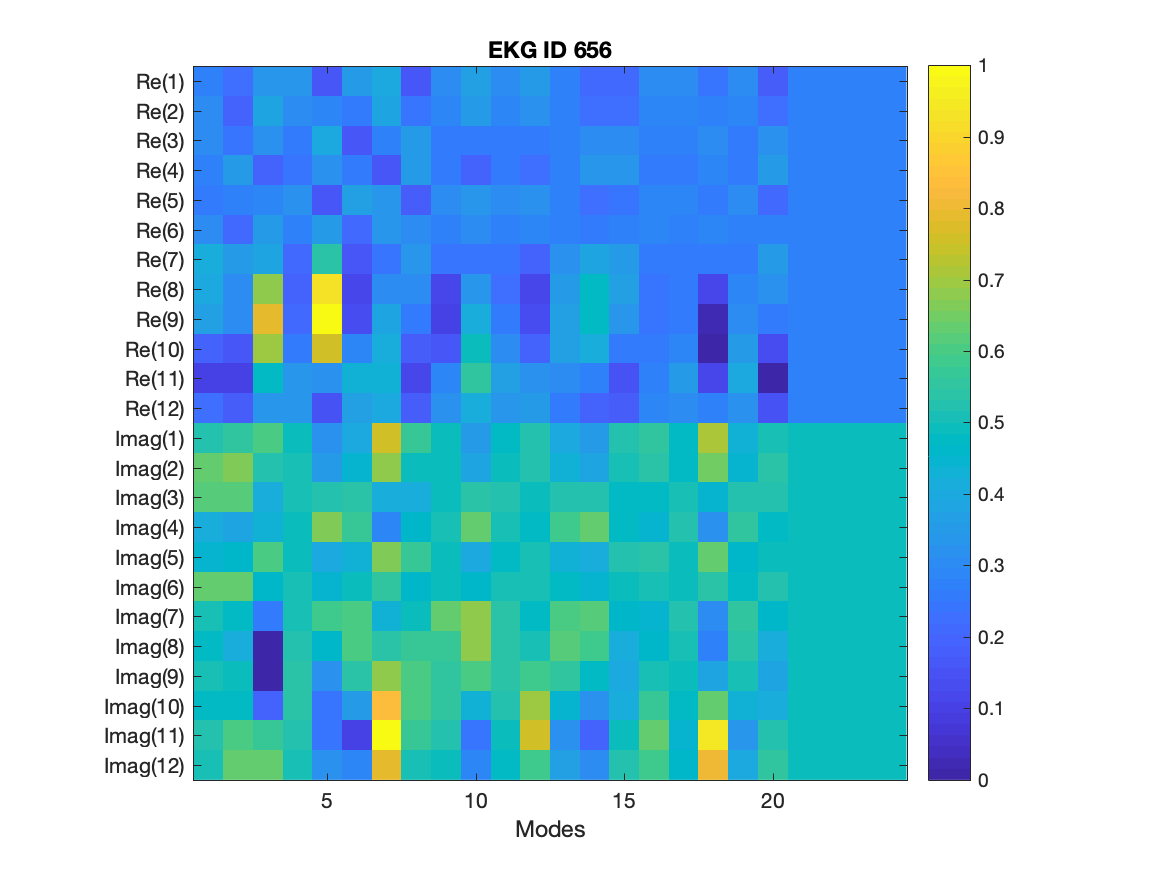 EKG ID 656
Re(1)
Re(2)
Re(3)
Re(4)
Re(5)
Re(6)
Re(7)
Re(8)
Re(9)
Re(10)
Re(11)
Re(12)
Imag(1)
Imag(2)
Imag(3)
Imag(4)
Imag(5)
Imag(6)
Imag(7)
Imag(8)
Imag(9)
Imag(10)
Imag(11)
Imag(12)
5 10 15 20
Modes
1
0.9
0.8
0.7
0.6
0.5
0.4
0.3
0.2
0.1
0